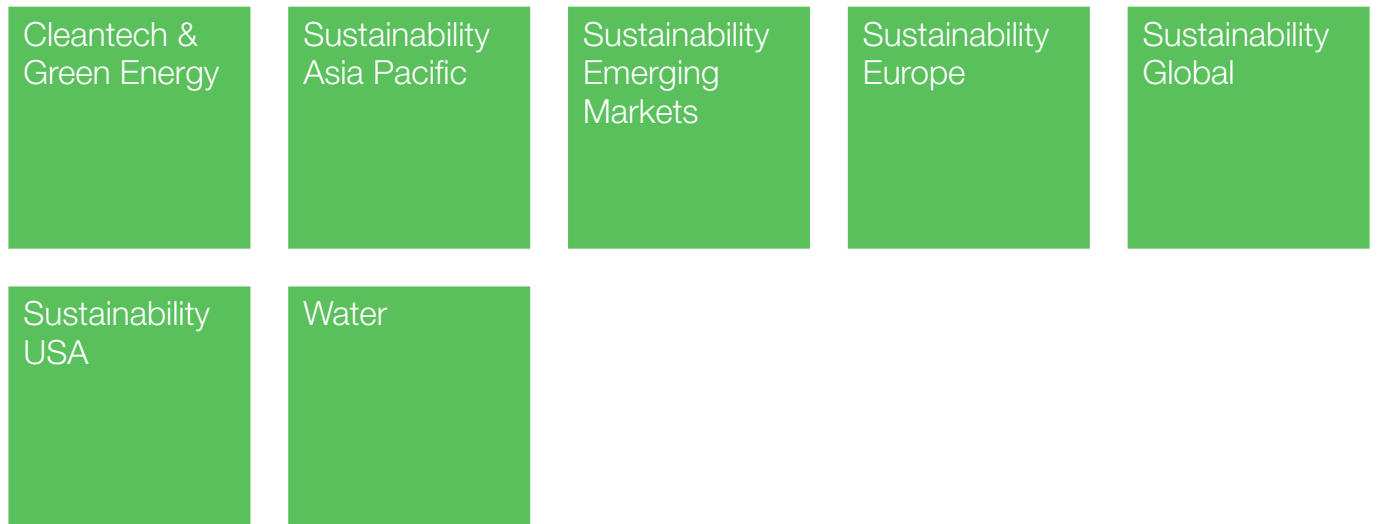 Cleantech &
Green Energy
Sustainability
Asia Pacific
Sustainability
Emerging
Markets
Sustainability
Europe
Sustainability
Global
Sustainability
USA
Water